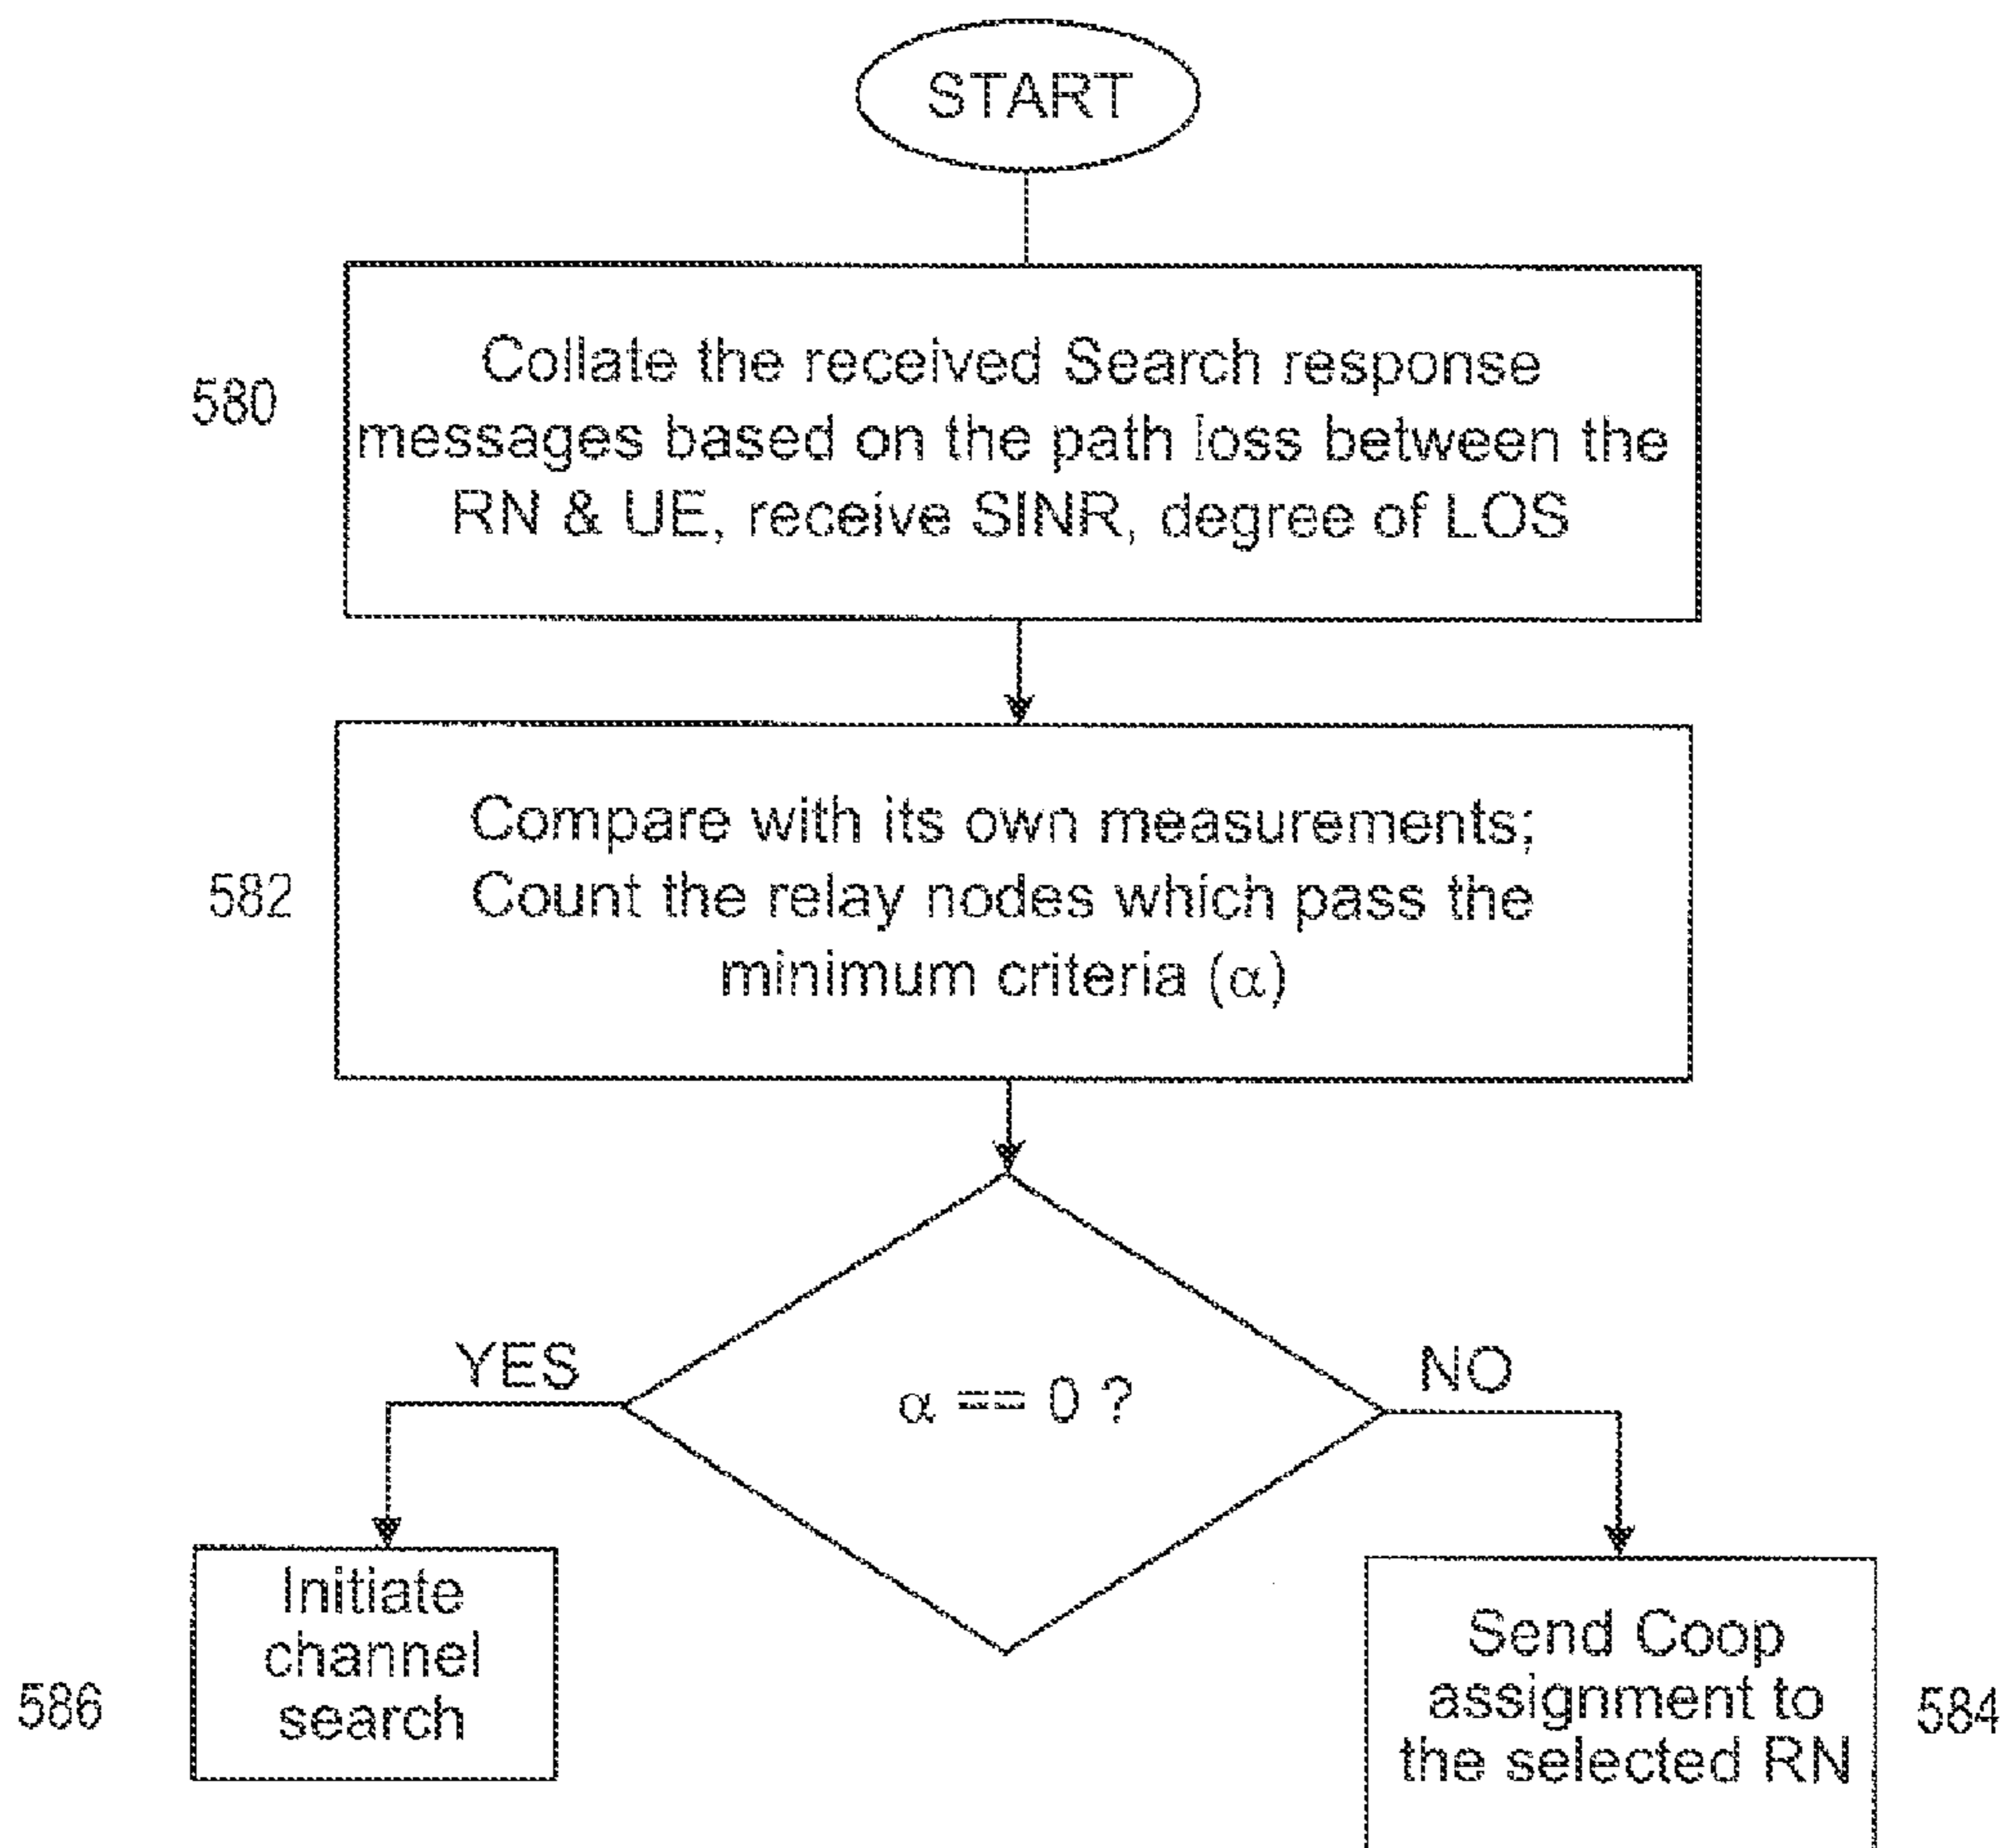 START
580
Collate the received Search response
messages based on the path loss between the
RN & UE, receive SINR, degree of LOS
582
Compare with its own measurements;
Count the relay nodes which pass the
minimum criteria (α)
YES
α == 0 ?
NO
586
Initiate
channel
search
Send Coop
assignment to
the selected RN
584